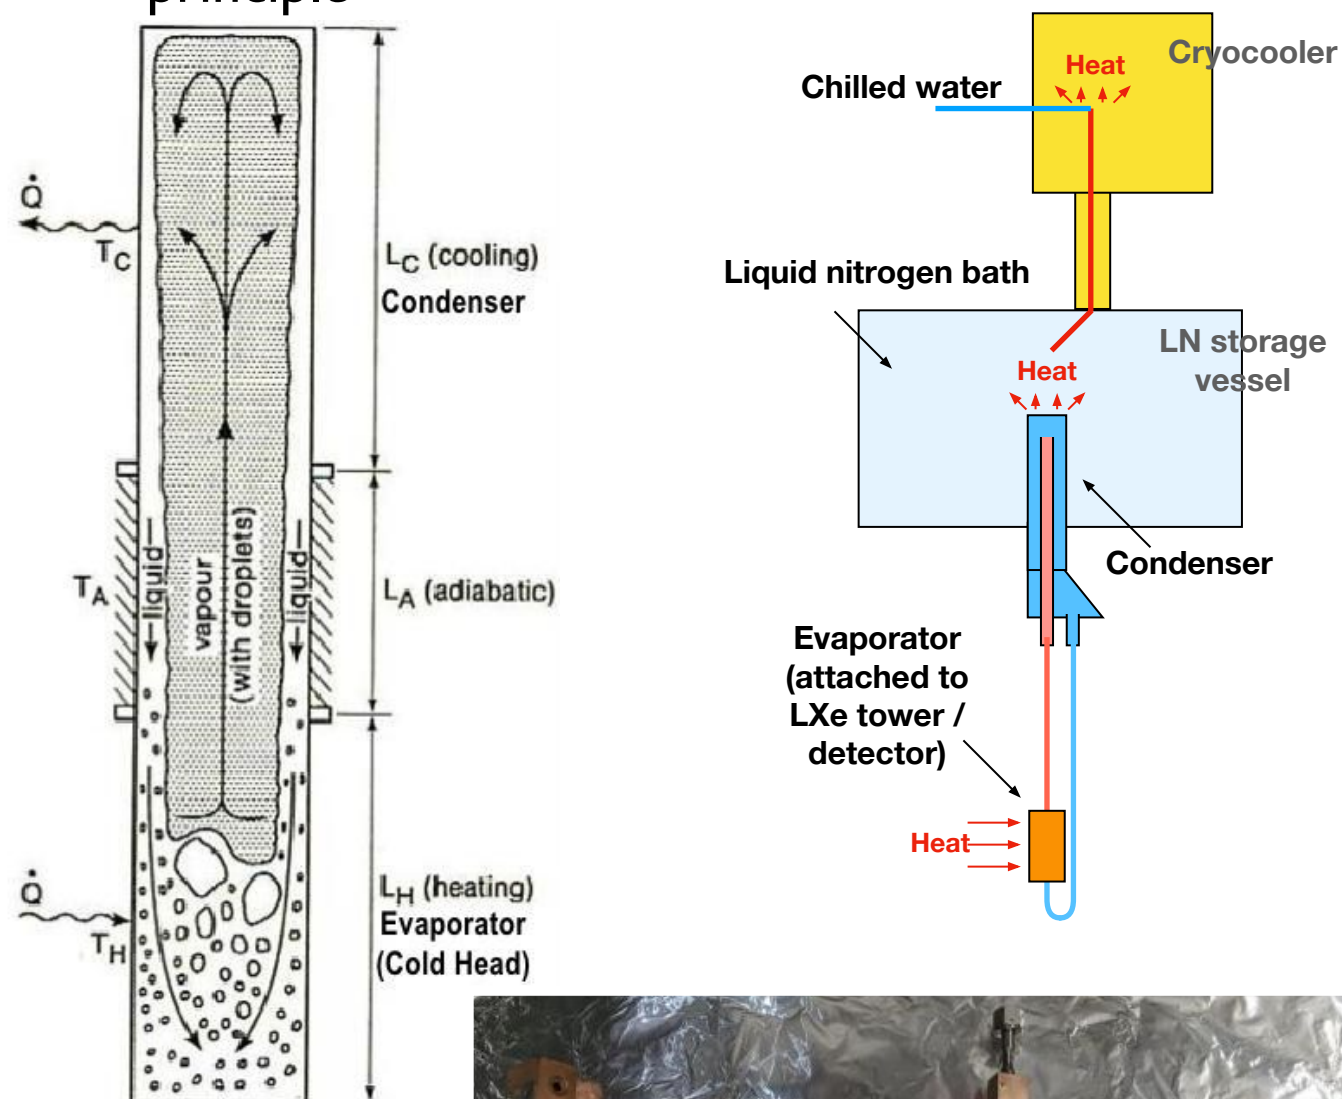 principle
Q̇
T_C
L_C (cooling)
Condenser
T_A
liquid
vapour
(with droplets)
liquid
L_A (adiabatic)
Q̇
T_H
L_H (heating)
Evaporator
(Cold Head)
Cryocooler
Heat
Chilled water
Liquid nitrogen bath
LN storage
vessel
Heat
Condenser
Evaporator
(attached to
LXe tower /
detector)
Heat